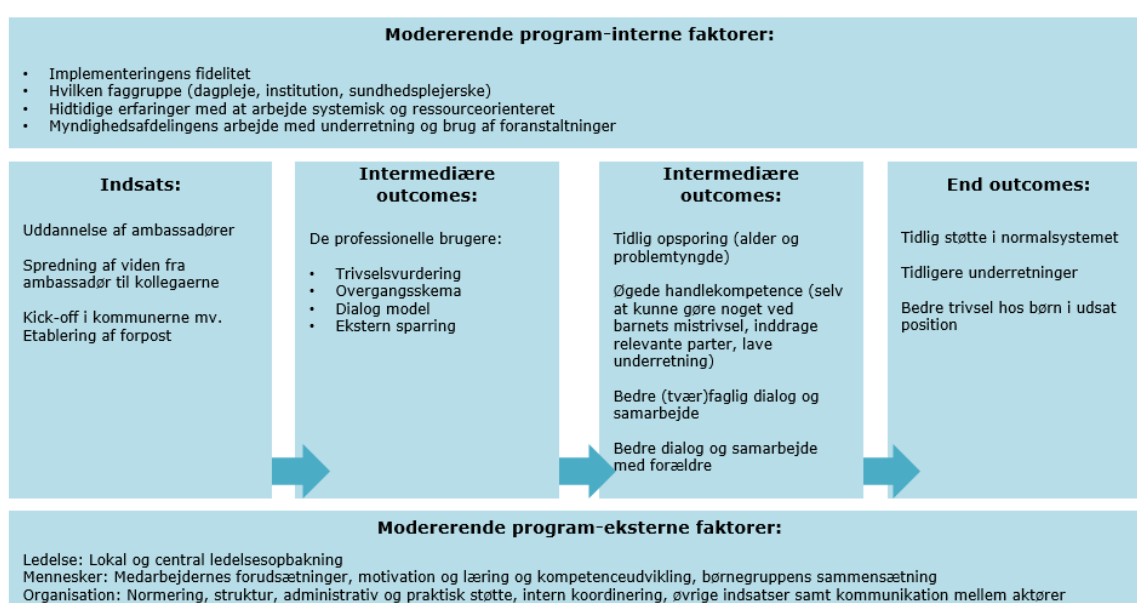 Modererende program-interne faktorer:
• Implementeringens fidelitet
• Hvilken faggruppe (dagpleje, institution, sundhedsplejerske)
• Hidtidige erfaringer med at arbejde systemisk og ressourceorienteret
• Myndighedsafdelingens arbejde med underretning og brug af foranstaltninger
Indsats:
Uddannelse af ambassadører
Spredning af viden fra
ambassadør til kollegaerne
Kick-off i kommunerne mv.
Etablering af forpost
Intermediære
outcomes:
De professionelle brugere:
• Trivselsvurdering
• Overgangsskema
• Dialog model
• Ekstern sparring
Intermediære
outcomes:
Tidlig opsporing (alder og
problemtyngde)
Øgede handlekompetence (selv
at kunne gøre noget ved
barnets mistrivsel, inddrage
relevante parter, lave
underretning)
Bedre (tvær)faglig dialog og
samarbejde
Bedre dialog og samarbejde
med forældre
End outcomes:
Tidlig støtte i normalsystemet
Tidligere underretninger
Bedre trivsel hos børn i udsat
position
Modererende program-eksterne faktorer:
Ledelse: Lokal og central ledelsesopbakning
Mennesker: Medarbejdernes forudsætninger, motivation og læring og kompetenceudvikling, børnegruppens sammensætning
Organisation: Normering, struktur, administrativ og praktisk støtte, intern koordinering, øvrige indsatser samt kommunikation mellem aktører